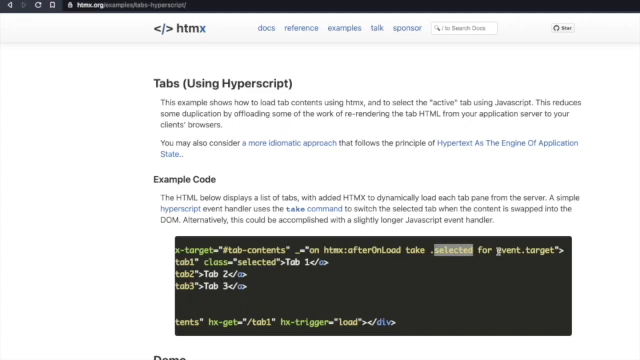 htmx.org/examples/tabs-hyperscript/
</> htmx
docs reference examples talk sponsor
/ to Search Docs
Star
Tabs (Using Hyperscript)
This example shows how to load tab contents using htmx, and to select the "active" tab using Javascript. This reduces
some duplication by offloading some of the work of re-rendering the tab HTML from your application server to your
clients' browsers.
You may also consider a more idiomatic approach that follows the principle of Hypertext As The Engine Of Application
State..
Example Code
The HTML below displays a list of tabs, with added HTMX to dynamically load each tab pane from the server. A simple
hyperscript event handler uses the take command to switch the selected tab when the content is swapped into the
DOM. Alternatively, this could be accomplished with a slightly longer Javascript event handler.
x-target="#tab-contents" _="on htmx:afterOnLoad take .selected for event.target">
tab1" class="selected">Tab 1</a>
tab2">Tab 2</a>
tab3">Tab 3</a>
tents" hx-get="/tab1" hx-trigger="load"></div>
Demo